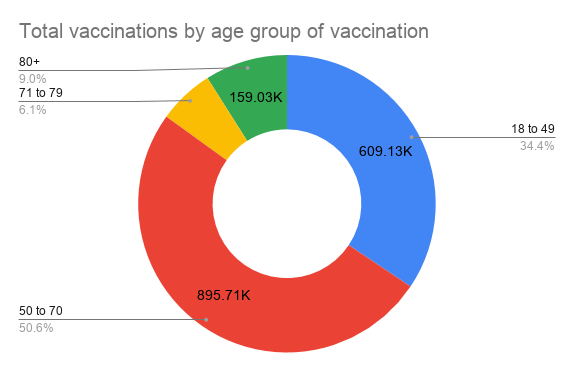 Total vaccinations by age group of vaccination
80+
9.0%
71 to 79
6.1%
159.03K
18 to 49
34.4%
609.13K
895.71K
50 to 70
50.6%